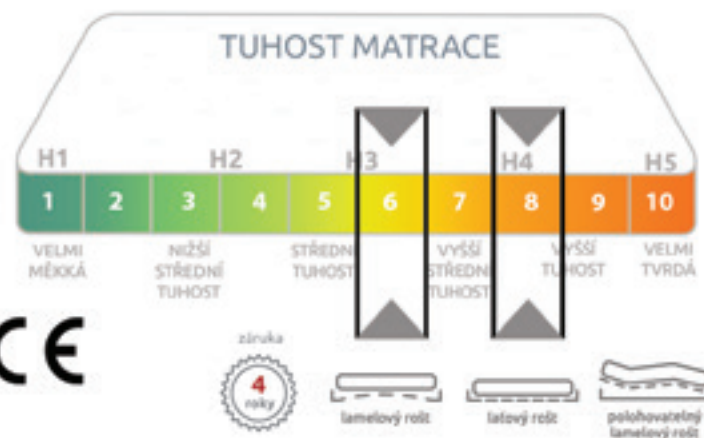 TUHOST MATRACE
H1 H2 H3 H4 H5
1 2 3 4 5 6 7 8 9 10
VELMI MĚKKÁ
NIŽŠÍ STŘEDNÍ TUHOST
STŘEDNÍ TUHOST
VYŠŠÍ STŘEDNÍ TUHOST
VYŠŠÍ TUHOST
VELMI TVRDÁ
CE
záruka
4
roky
lamelový rošt
laťový rošt
polohovatelný
lamelový rošt